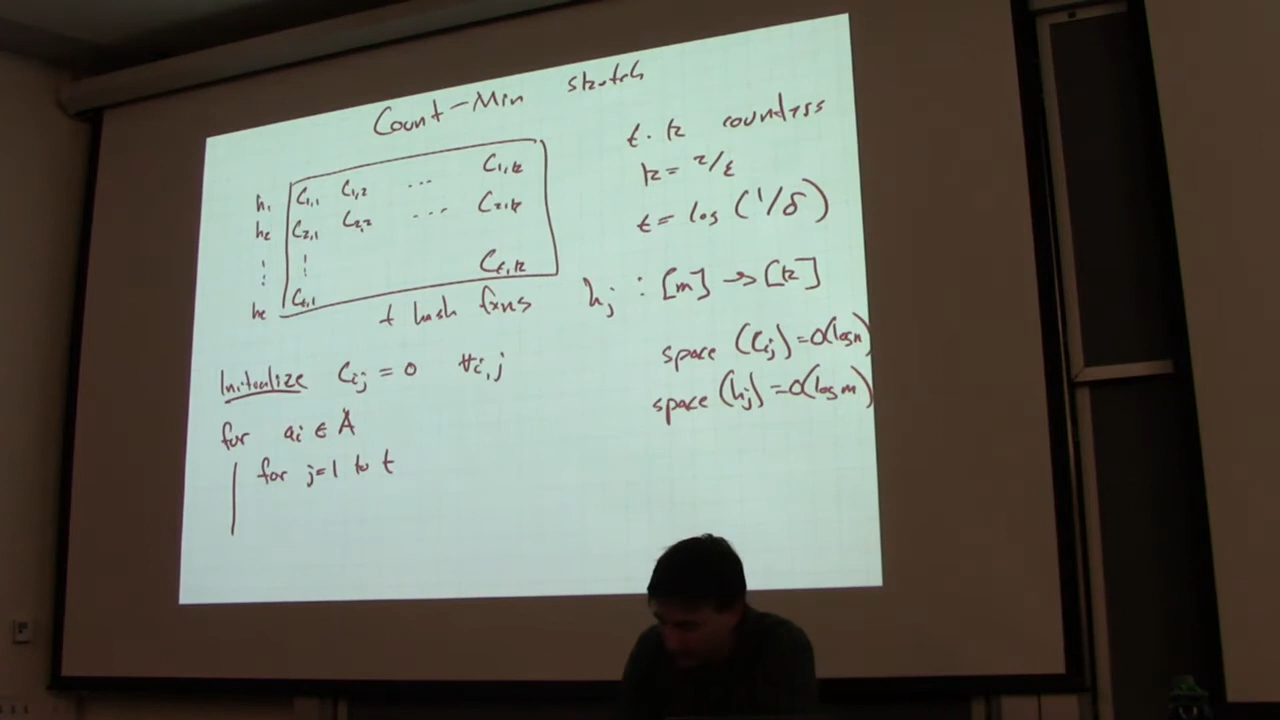 Count-Min sketch
h₁ C₁,₁ C₁,₂ ... C₁,k
h₂ C₂,₁ C₂,₂ ... C₂,k
⋮ ⋮ Ct,k
ht Ct,1
t hash fxns
t·k counters
k = 2/ε
t = log (1/δ)
hj : [m] → [k]
space (Cij) = O(log n)
space (hj) = O(log m)
Initialize Cij = 0 ∀i,j
for ai ∈ A
for j=1 to t